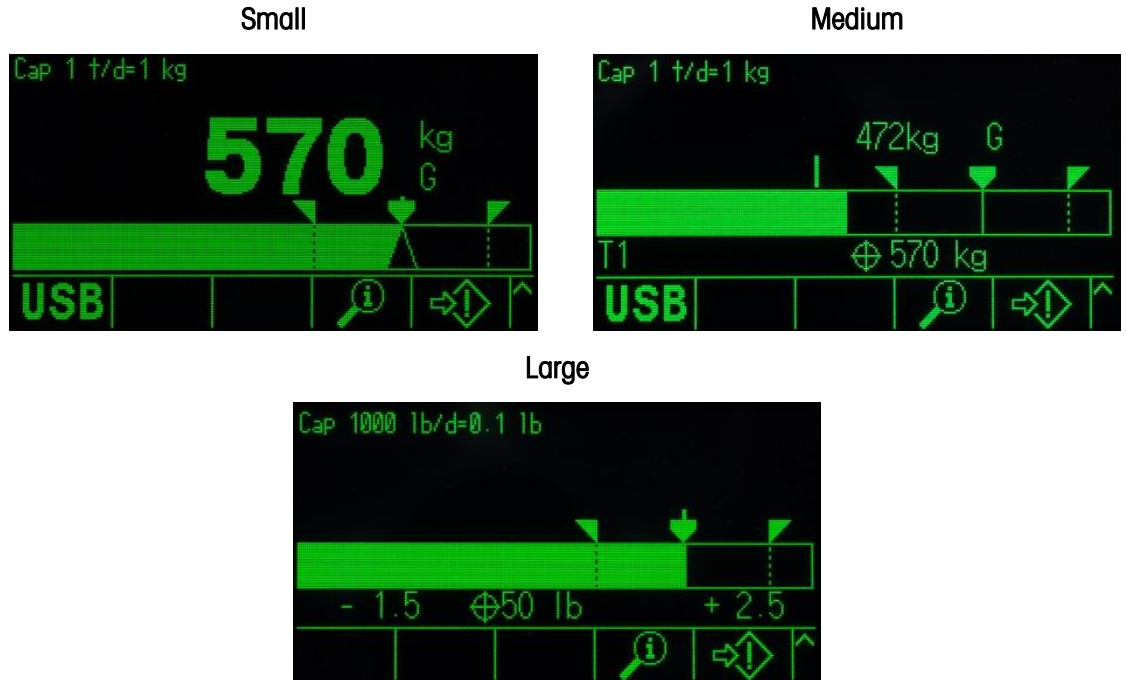 Small
Medium
Cap 1 t/d=1 kg
570 kg
G
USB
Cap 1 t/d=1 kg
472kg G
T1 570 kg
USB
Large
Cap 1000 lb/d=0.1 lb
- 1.5 50 lb + 2.5